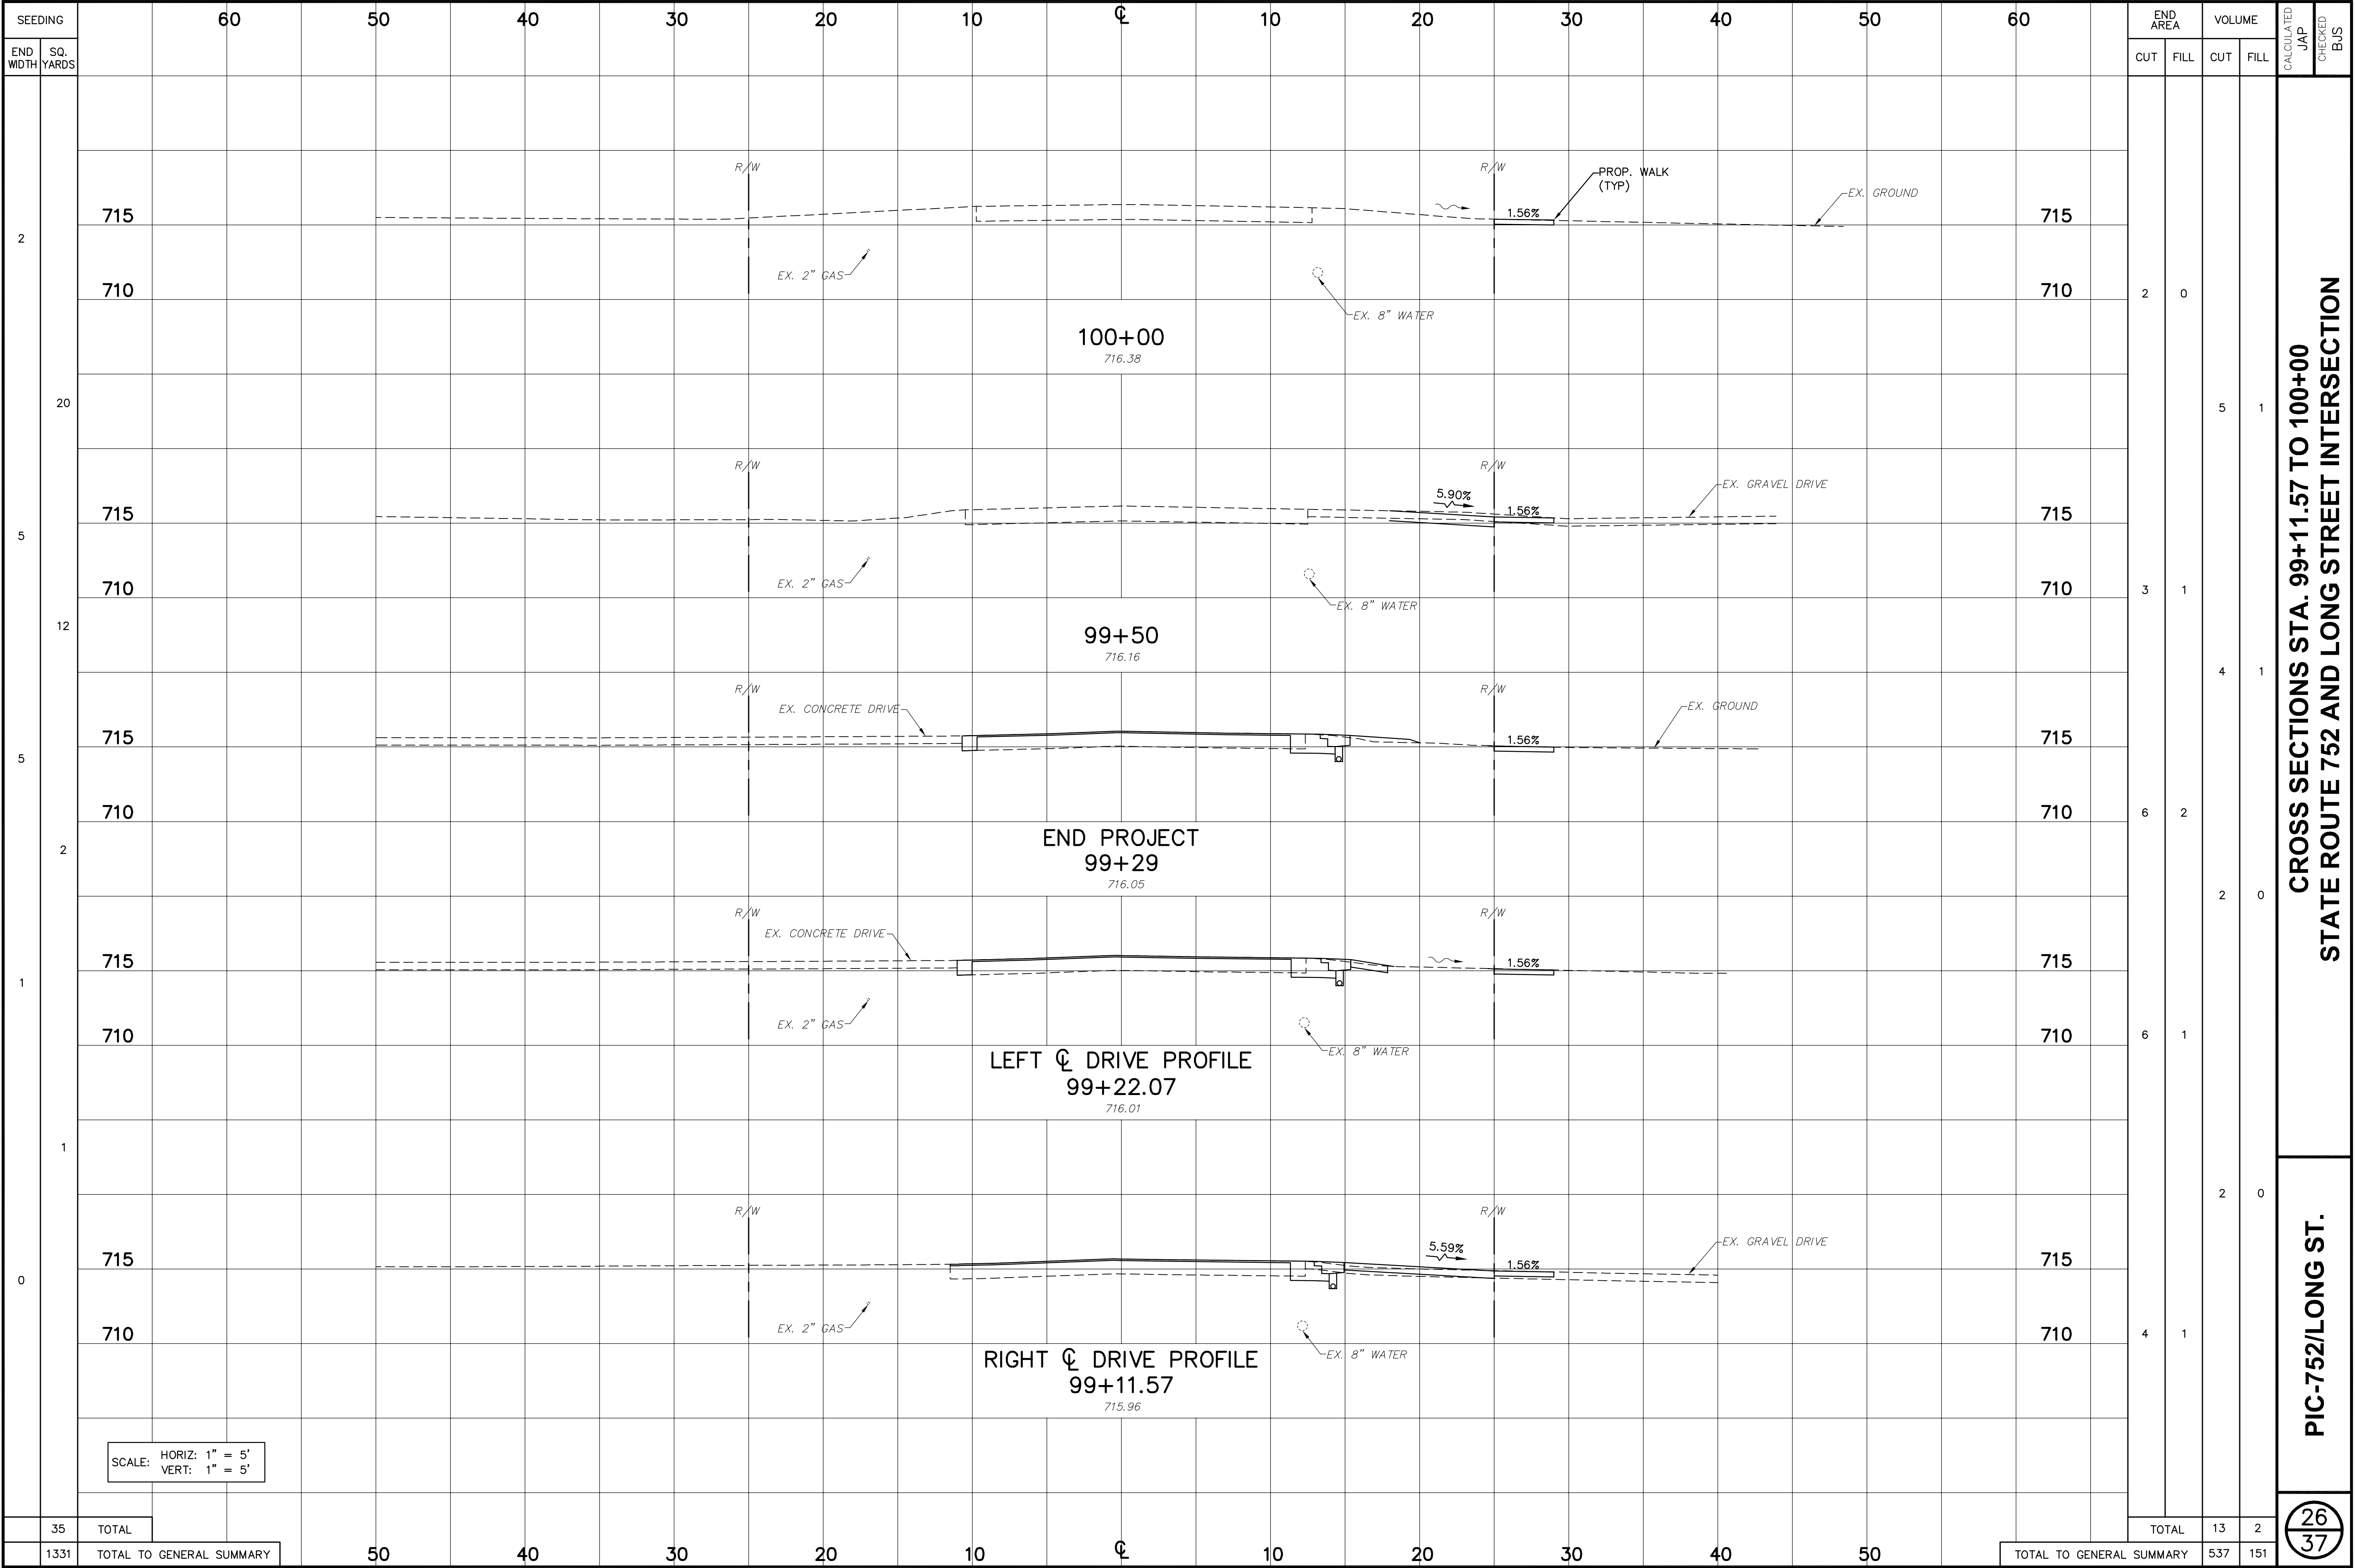 SEEDING
END WIDTH
SQ. YARDS
60 50 40 30 20 10 ℄ 10 20 30 40 50 60
END AREA
VOLUME
CUT FILL CUT FILL
CALCULATED
JAP
CHECKED
BJS
R/W
R/W
PROP. WALK
(TYP)
EX. GROUND
715
1.56%
715
2
EX. 2" GAS
710
710
2 0
EX. 8" WATER
100+00
716.38
20
5 1
R/W
R/W
EX. GRAVEL DRIVE
5.90%
715
1.56%
715
5
EX. 2" GAS
710
710
3 1
EX. 8" WATER
12
99+50
716.16
4 1
R/W
R/W
EX. CONCRETE DRIVE
EX. GROUND
715
1.56%
715
5
710
710
6 2
END PROJECT
99+29
716.05
2
2 0
R/W
R/W
EX. CONCRETE DRIVE
715
1.56%
715
1
EX. 2" GAS
710
710
6 1
EX. 8" WATER
LEFT ℄ DRIVE PROFILE
99+22.07
716.01
1
2 0
R/W
R/W
EX. GRAVEL DRIVE
5.59%
715
1.56%
715
0
EX. 2" GAS
710
710
4 1
EX. 8" WATER
RIGHT ℄ DRIVE PROFILE
99+11.57
715.96
SCALE:
HORIZ: 1" = 5'
VERT: 1" = 5'
35 TOTAL
TOTAL 13 2
1331 TOTAL TO GENERAL SUMMARY
50 40 30 20 10 ℄ 10 20 30 40 50
TOTAL TO GENERAL SUMMARY 537 151
CROSS SECTIONS STA. 99+11.57 TO 100+00
STATE ROUTE 752 AND LONG STREET INTERSECTION
PIC-752/LONG ST.
26
37